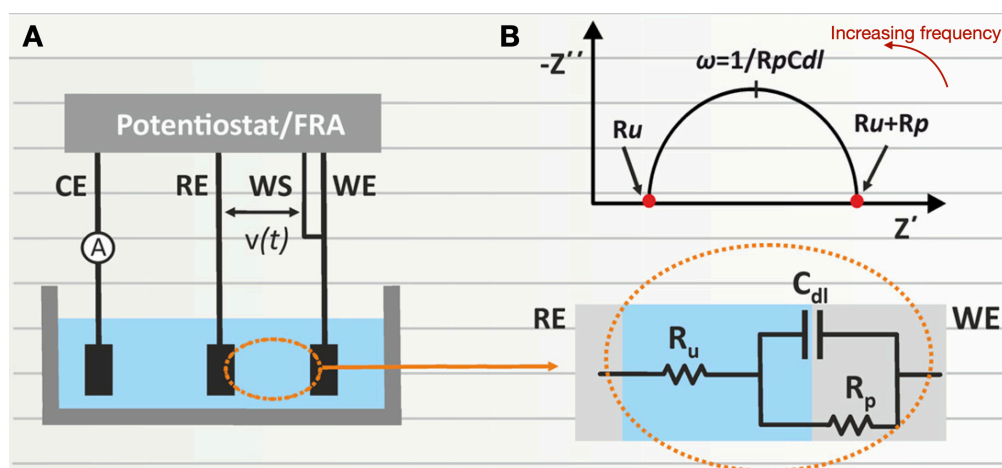 A
Potentiostat/FRA
CE
RE
WS
WE
v(t)
A
B
Increasing frequency
-Z′′
ω=1/RpCdl
Ru
Ru+Rp
Z′
RE
WE
Cdl
Ru
Rp